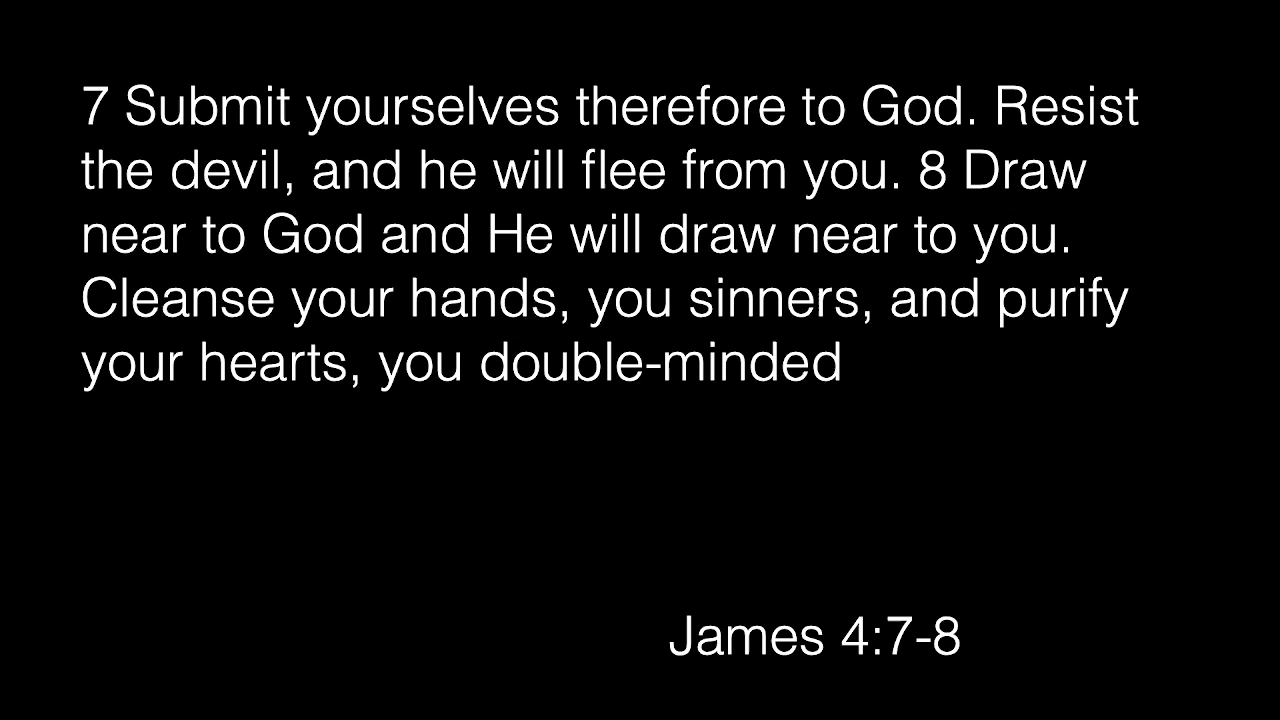 7 Submit yourselves therefore to God. Resist
the devil, and he will flee from you. 8 Draw
near to God and He will draw near to you.
Cleanse your hands, you sinners, and purify
your hearts, you double-minded
James 4:7-8